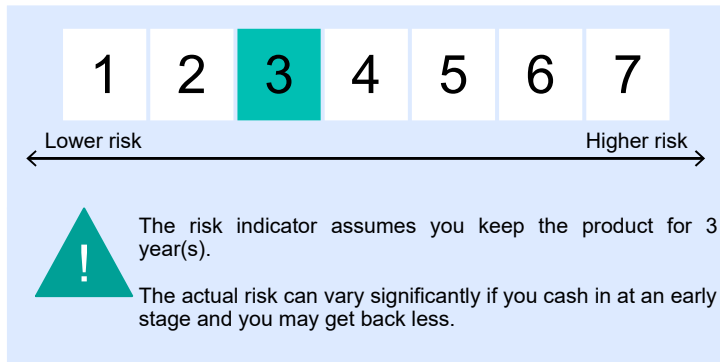 1 2 3 4 5 6 7
Lower risk Higher risk
The risk indicator assumes you keep the product for 3
year(s).
!
The actual risk can vary significantly if you cash in at an early
stage and you may get back less.